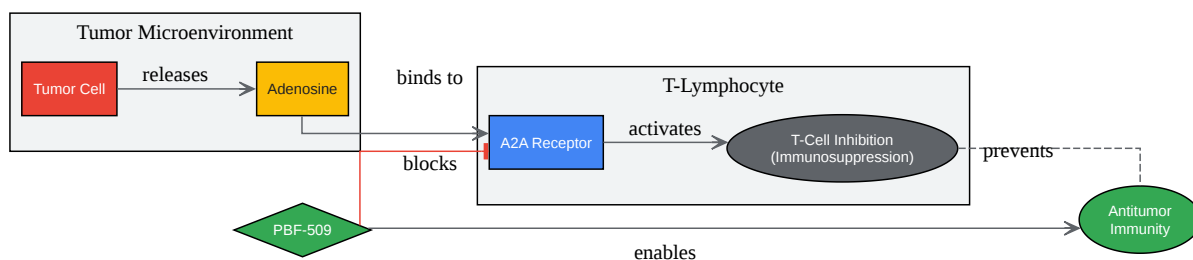 Tumor Microenvironment
Tumor Cell
releases
Adenosine
binds to
T-Lymphocyte
A2A Receptor
activates
T-Cell Inhibition
(Immunosuppression)
prevents
blocks
PBF-509
enables
Antitumor
Immunity